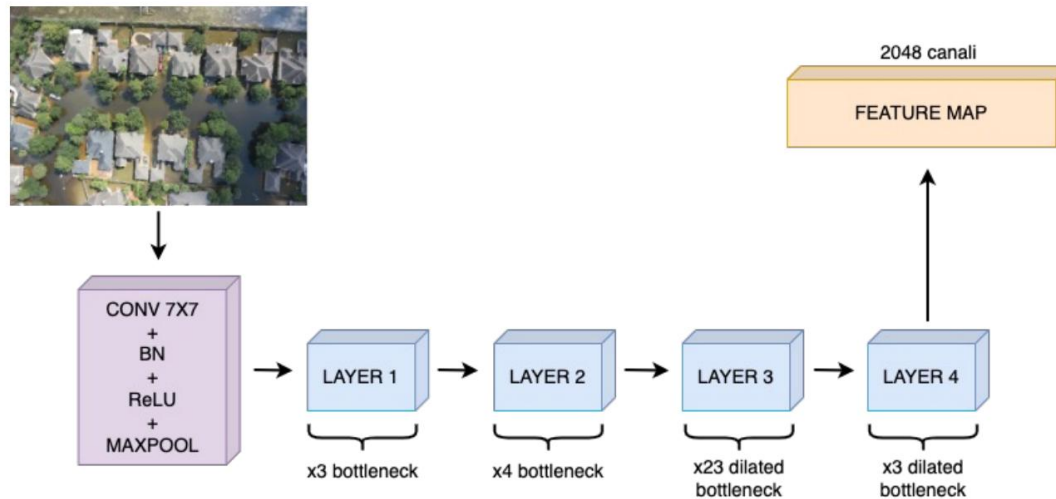 2048 canali
FEATURE MAP
CONV 7X7
+
BN
+
ReLU
+
MAXPOOL
LAYER 1
LAYER 2
LAYER 3
LAYER 4
x3 bottleneck
x4 bottleneck
x23 dilated
bottleneck
x3 dilated
bottleneck